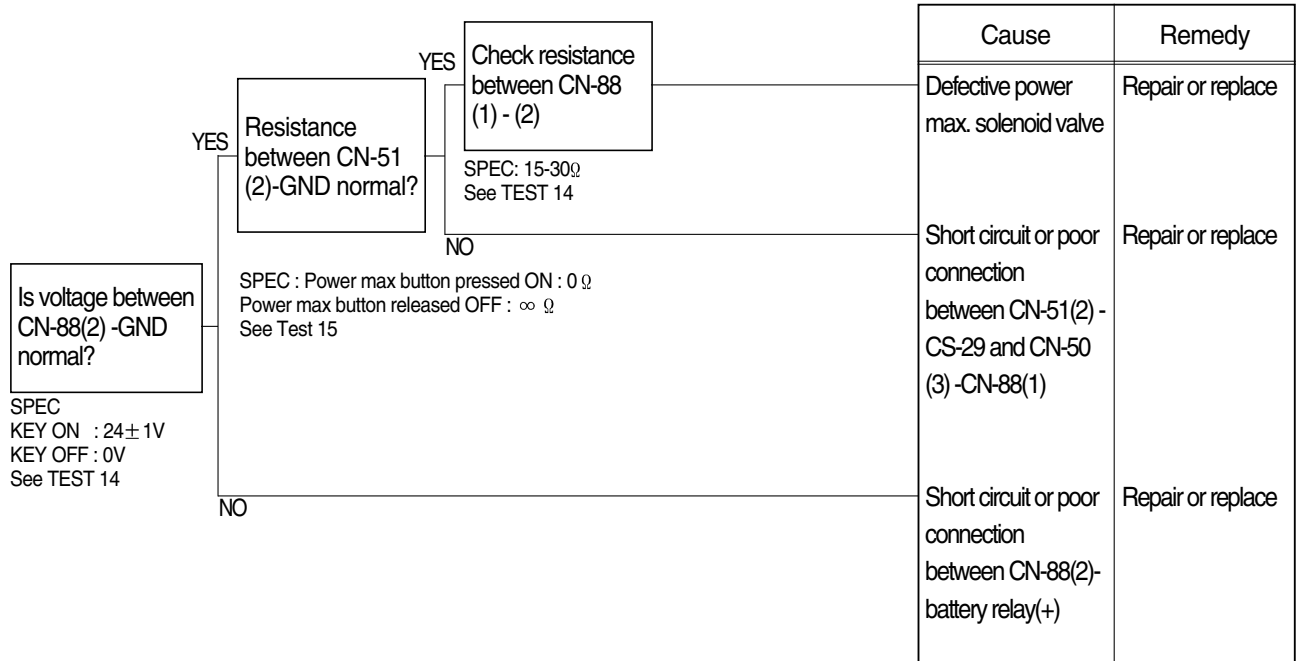 Is voltage between
CN-88(2) -GND
normal?
SPEC
KEY ON : 24±1V
KEY OFF : 0V
See TEST 14
YES
NO
Resistance
between CN-51
(2)-GND normal?
SPEC : Power max button pressed ON : 0 Ω
Power max button released OFF : ∞ Ω
See Test 15
YES
NO
Check resistance
between CN-88
(1) - (2)
SPEC: 15-30Ω
See TEST 14
Cause Remedy
Defective power Repair or replace
max. solenoid valve
Short circuit or poor Repair or replace
connection
between CN-51(2) -
CS-29 and CN-50
(3) -CN-88(1)
Short circuit or poor Repair or replace
connection
between CN-88(2)-
battery relay(+)